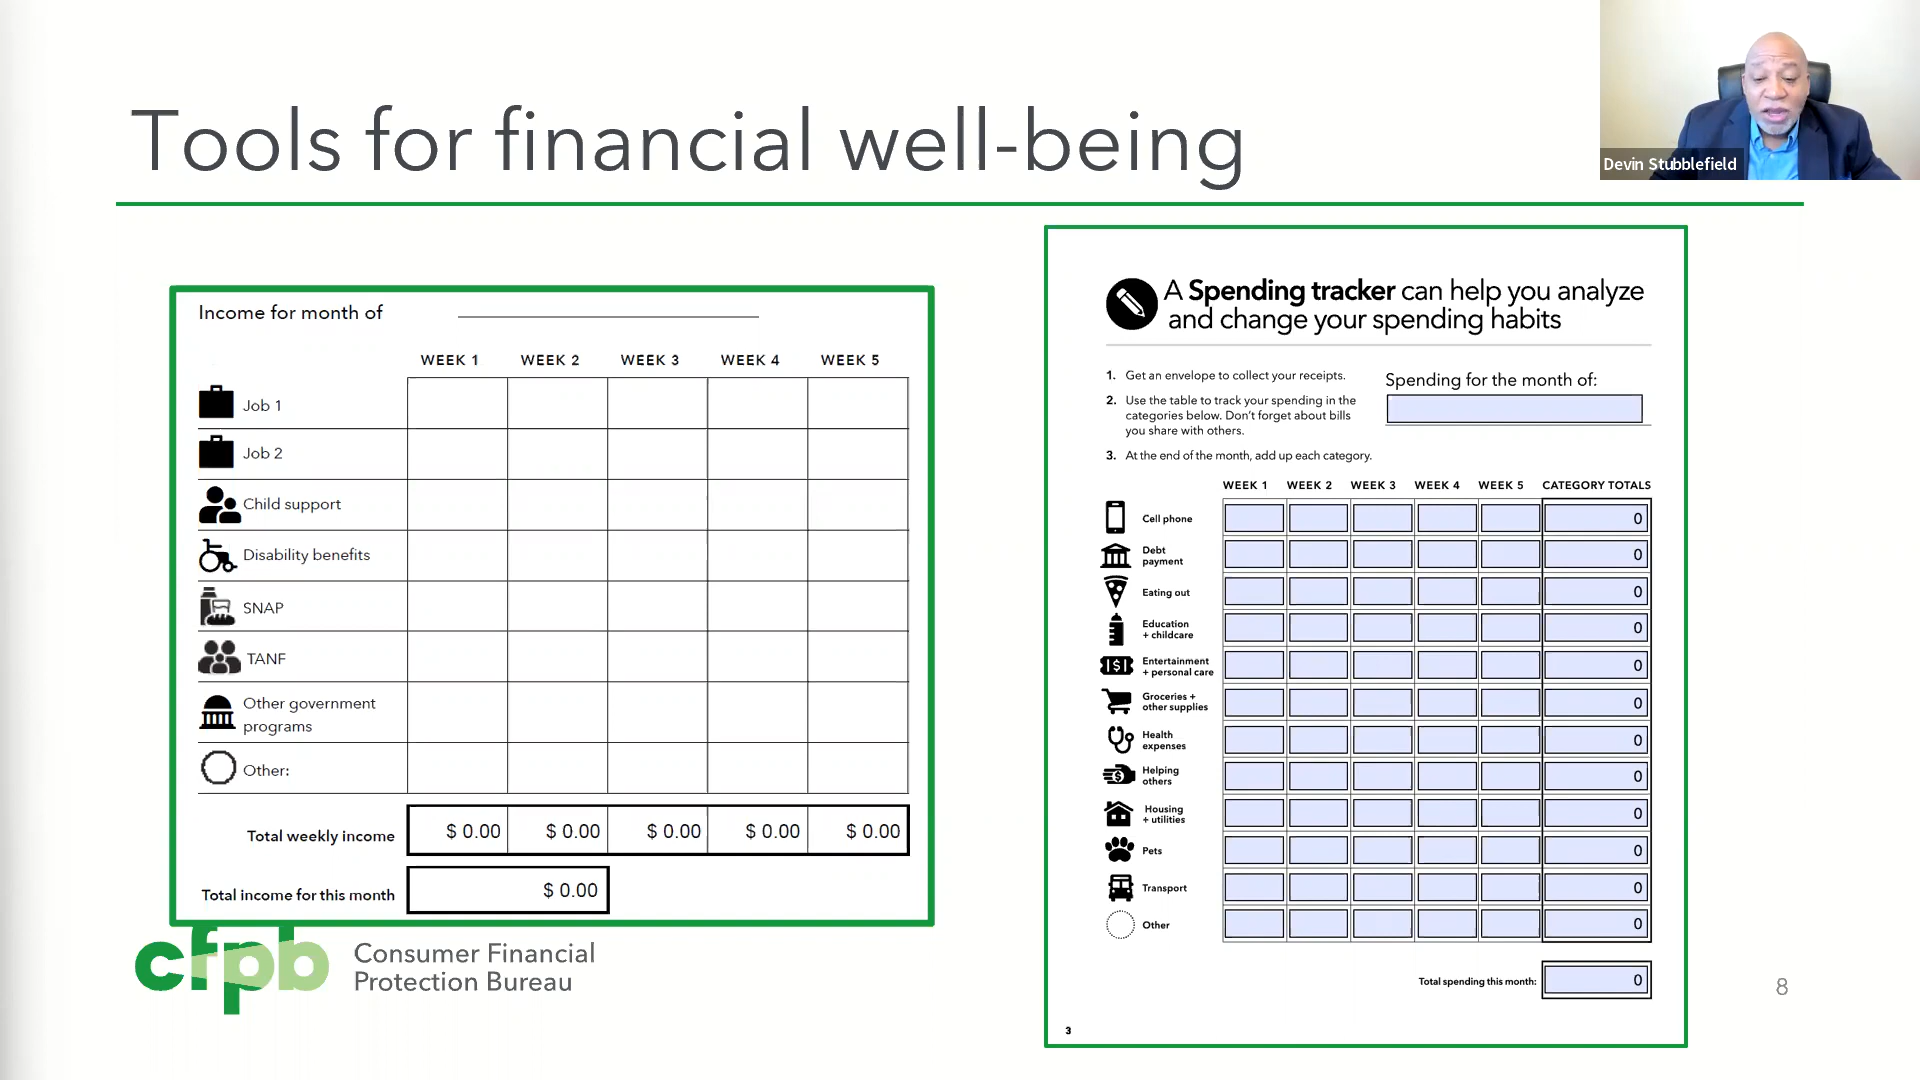 Tools for financial well-being
Devin Stubblefield
Income for month of
WEEK 1 WEEK 2 WEEK 3 WEEK 4 WEEK 5
Job 1
Job 2
Child support
Disability benefits
SNAP
TANF
Other government
programs
Other:
Total weekly income $ 0.00 $ 0.00 $ 0.00 $ 0.00 $ 0.00
Total income for this month $ 0.00
A Spending tracker can help you analyze
and change your spending habits
1. Get an envelope to collect your receipts.
2. Use the table to track your spending in the
categories below. Don't forget about bills
you share with others.
3. At the end of the month, add up each category.
Spending for the month of:
WEEK 1 WEEK 2 WEEK 3 WEEK 4 WEEK 5 CATEGORY TOTALS
Cell phone 0
Debt
payment 0
Eating out 0
Education
+ childcare 0
Entertainment
+ personal care 0
Groceries +
other supplies 0
Health
expenses 0
Helping
others 0
Housing
+ utilities 0
Pets 0
Transport 0
Other 0
Total spending this month: 0
3
cfpb
Consumer Financial
Protection Bureau
8